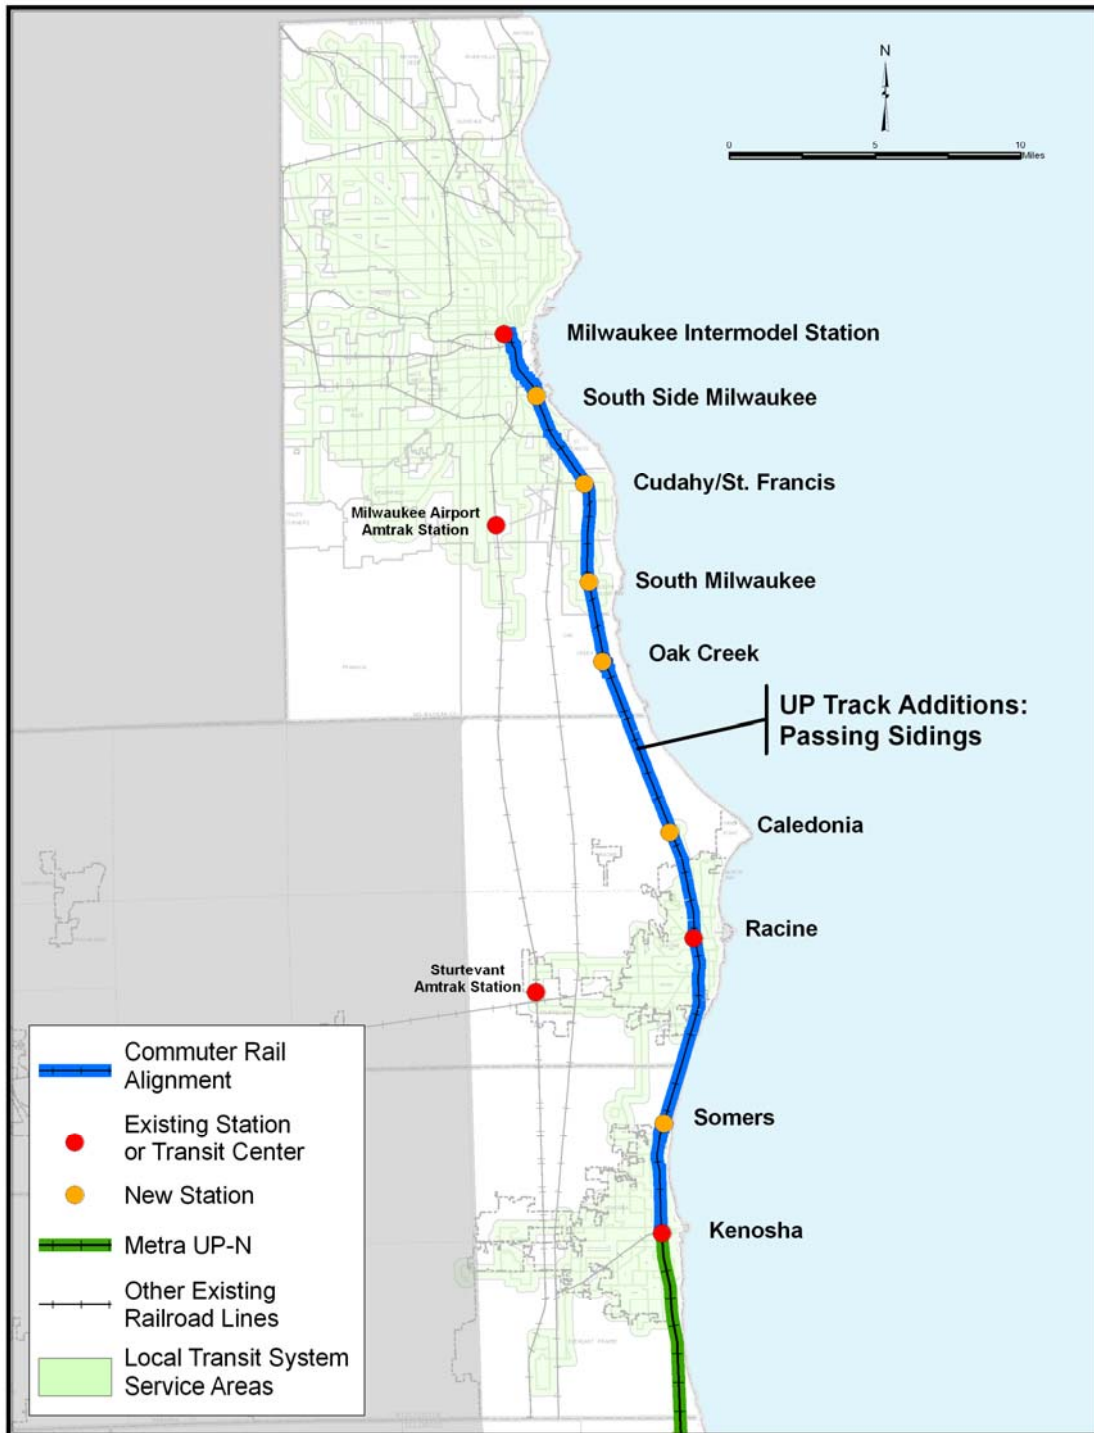 N
0
5
10
Miles
Milwaukee Intermodel Station
South Side Milwaukee
Cudahy/St. Francis
Milwaukee Airport
Amtrak Station
South Milwaukee
Oak Creek
UP Track Additions:
Passing Sidings
Caledonia
Racine
Sturtevant
Amtrak Station
Somers
Kenosha
Commuter Rail
Alignment
Existing Station
or Transit Center
New Station
Metra UP-N
Other Existing
Railroad Lines
Local Transit System
Service Areas